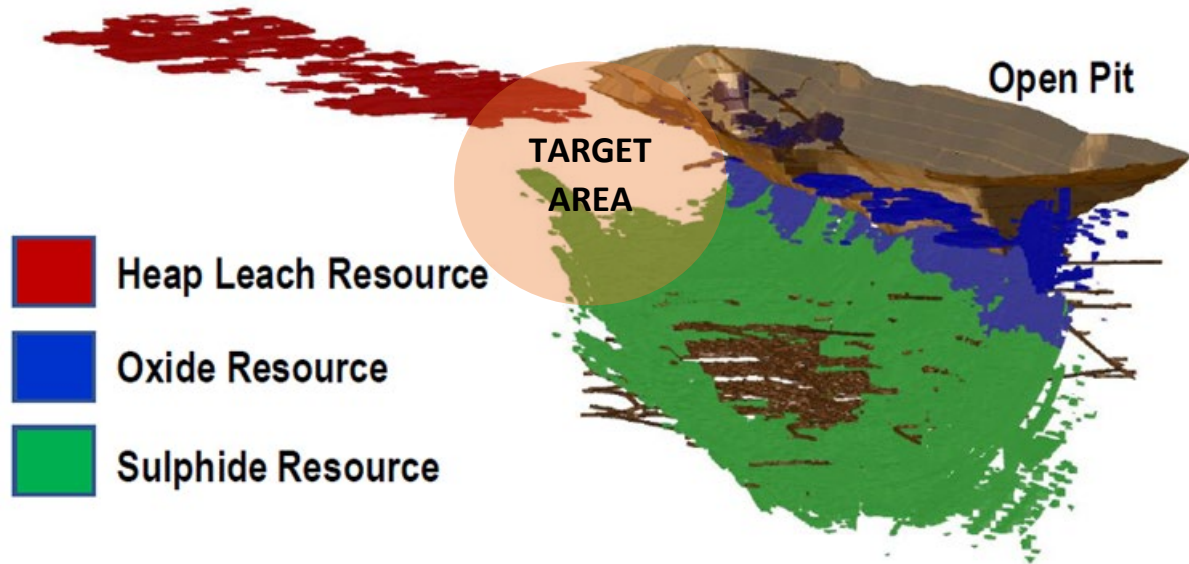 Open Pit
TARGET
AREA
Heap Leach Resource
Oxide Resource
Sulphide Resource